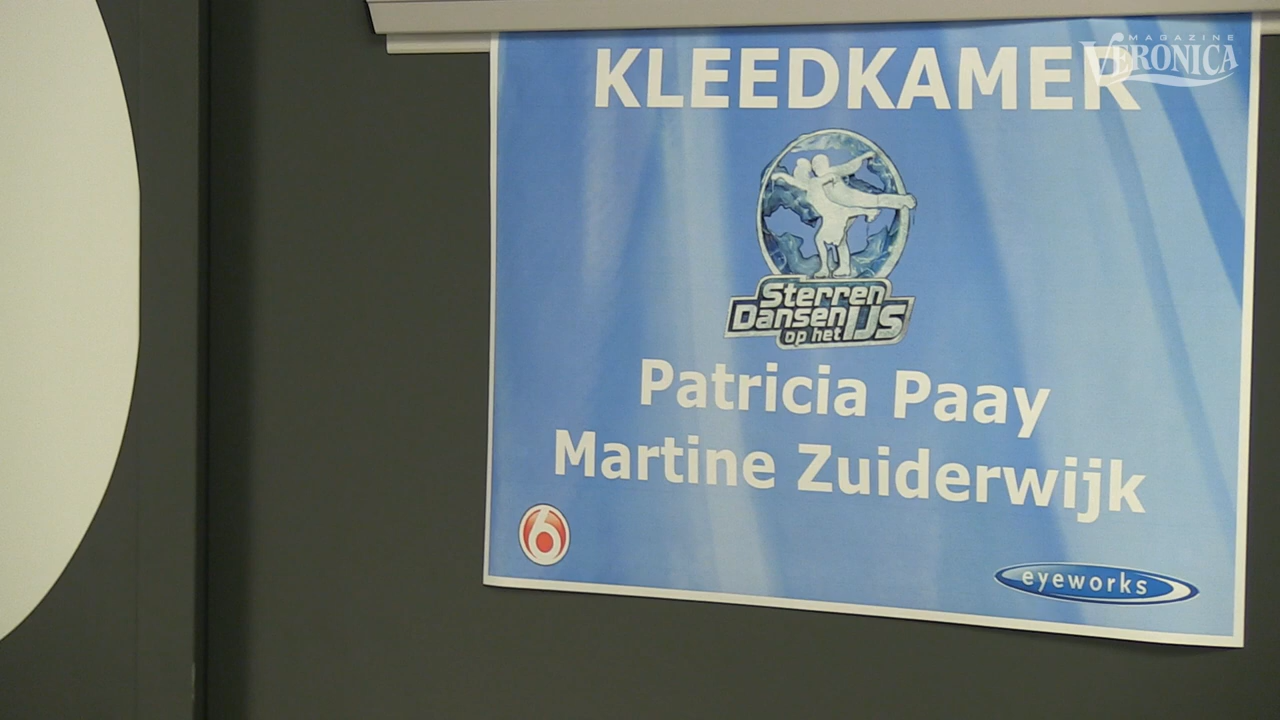 MAGAZINE
VERONICA
KLEEDKAMER
Sterren
Dansen
op het IJS
Patricia Paay
Martine Zuiderwijk
6
eyeworks